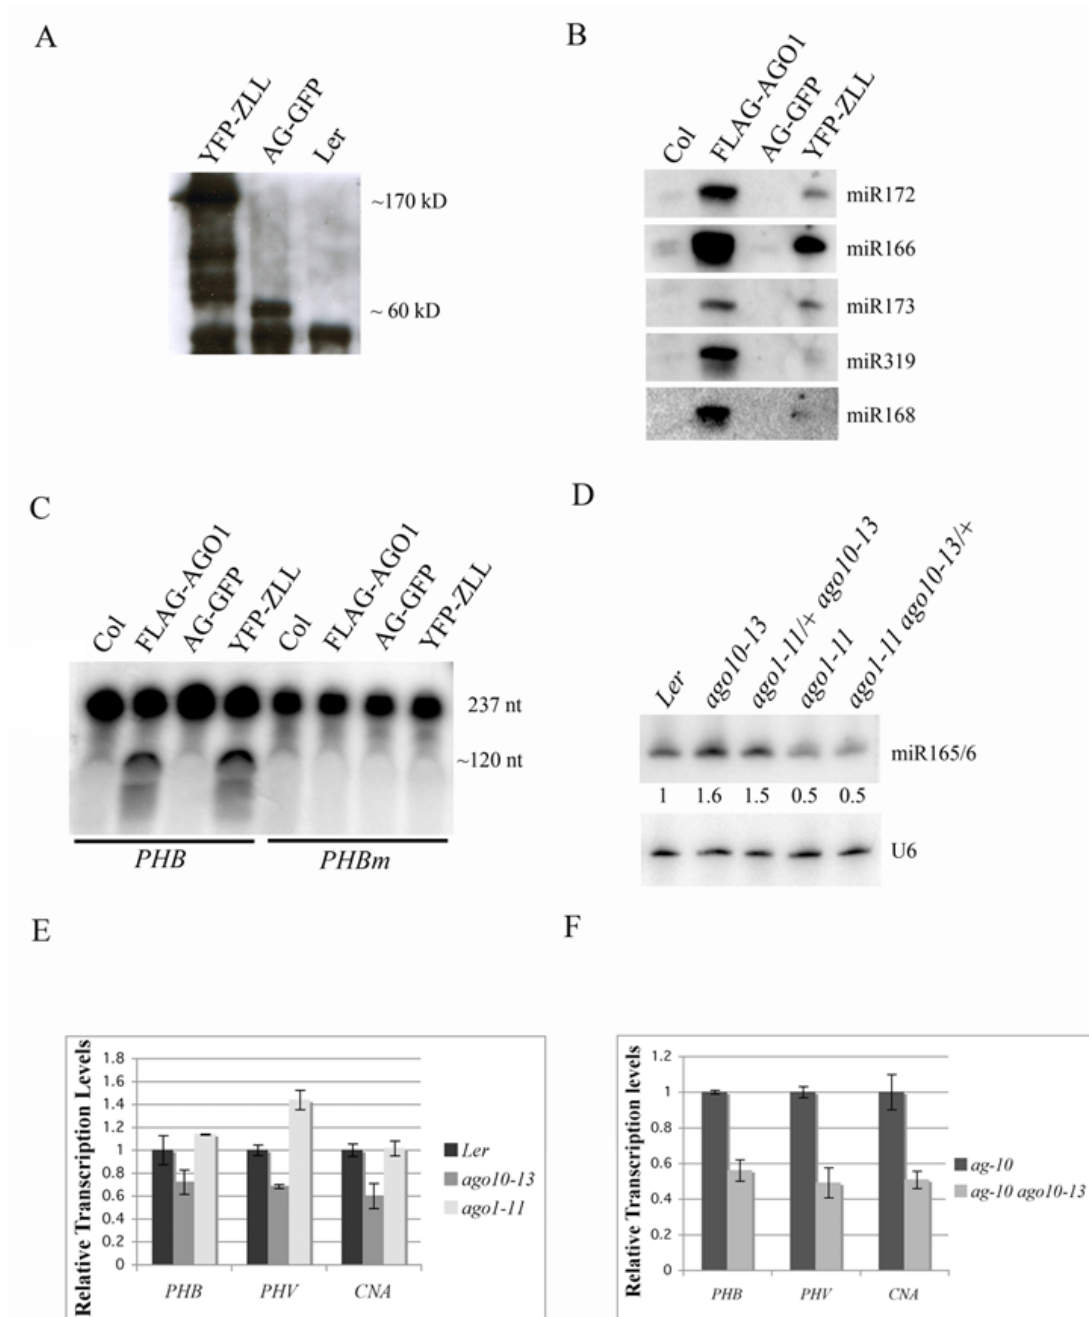 A
YFP-ZLL
AG-GFP
Ler
~170 kD
~ 60 kD
B
Col
FLAG-AGO1
AG-GFP
YFP-ZLL
miR172
miR166
miR173
miR319
miR168
C
Col
FLAG-AGO1
AG-GFP
YFP-ZLL
Col
FLAG-AGO1
AG-GFP
YFP-ZLL
237 nt
~120 nt
PHB
PHBm
D
Ler
ago10-13
ago1-11/+ ago10-13
ago1-11
ago1-11 ago10-13/+
miR165/6
1 1.6 1.5 0.5 0.5
U6
E
Relative Transcription Levels
1.8
1.6
1.4
1.2
1
0.8
0.6
0.4
0.2
0
PHB PHV CNA
Ler
ago10-13
ago1-11
F
Relative Transcription levels
1.2
1
0.8
0.6
0.4
0.2
0
PHB PHV CNA
ag-10
ag-10 ago10-13